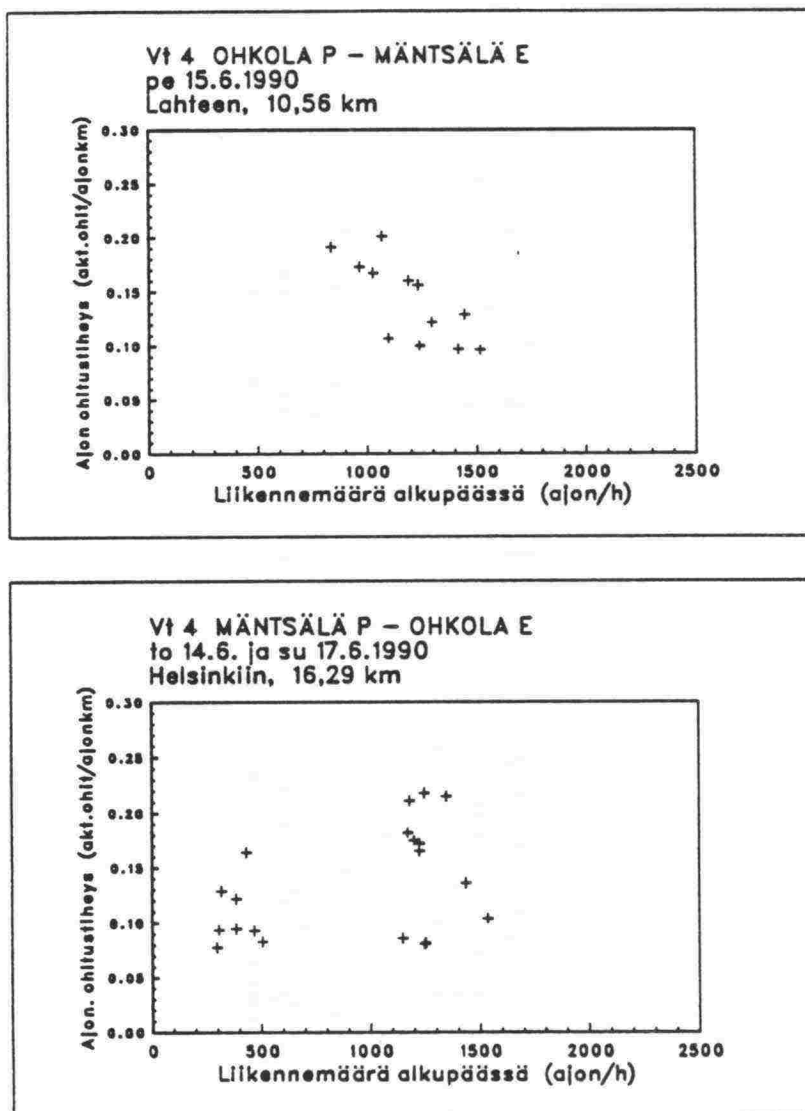 Vt 4 OHKOLA P – MÄNTSÄLÄ E
pe 15.6.1990
Lahteen, 10,56 km
Ajon ohitustiheys (akt.ohit/ajonkm)
0.30
0.25
0.20
0.15
0.10
0.05
0.00
0 500 1000 1500 2000 2500
Liikennemäärä alkupäässä (ajon/h)
Vt 4 MÄNTSÄLÄ P – OHKOLA E
to 14.6. ja su 17.6.1990
Helsinkiin, 16,29 km
Ajon. ohitustiheys (akt.ohit/ajonkm)
0.30
0.25
0.20
0.15
0.10
0.05
0.00
0 500 1000 1500 2000 2500
Liikennemäärä alkupäässä (ajon/h)